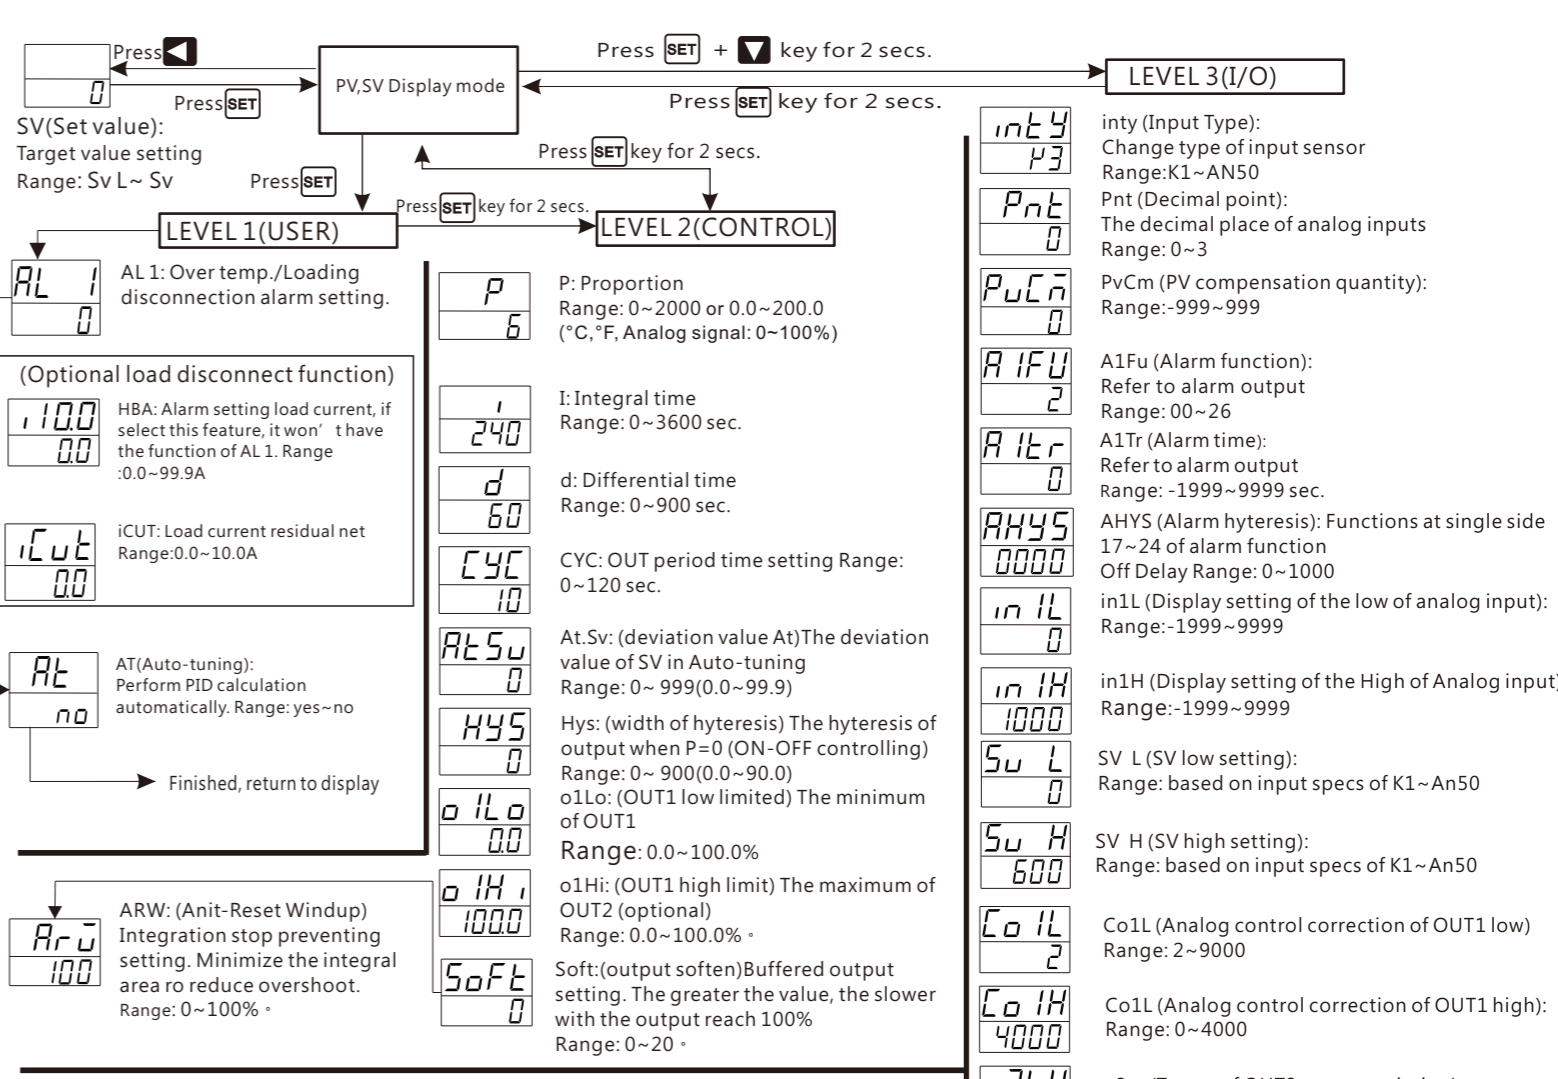 Press
0
Press SET
SV(Set value):
Target value setting
Range: Sv L~ Sv
PV,SV Display mode
Press SET + ▼ key for 2 secs.
Press SET key for 2 secs.
LEVEL 3(I/O)
Press SET
Press SET key for 2 secs.
Press SET key for 2 secs.
LEVEL 1(USER)
LEVEL 2(CONTROL)
AL 1
0
AL 1: Over temp./Loading
disconnection alarm setting.
(Optional load disconnect function)
i10.0
0.0
HBA: Alarm setting load current, if
select this feature, it won’t have
the function of AL 1. Range
:0.0~99.9A
iCut
0.0
iCUT: Load current residual net
Range:0.0~10.0A
At
no
AT(Auto-tuning):
Perform PID calculation
automatically. Range: yes~no
Finished, return to display
Arw
100
ARW: (Anit-Reset Windup)
Integration stop preventing
setting. Minimize the integral
area ro reduce overshoot.
Range: 0~100%。
P
6
P: Proportion
Range: 0~2000 or 0.0~200.0
(°C,°F, Analog signal: 0~100%)
i
240
I: Integral time
Range: 0~3600 sec.
d
60
d: Differential time
Range: 0~900 sec.
CYC
10
CYC: OUT period time setting Range:
0~120 sec.
AtSv
0
At.Sv: (deviation value At)The deviation
value of SV in Auto-tuning
Range: 0~ 999(0.0~99.9)
HYS
0
Hys: (width of hyteresis) The hyteresis of
output when P=0 (ON-OFF controlling)
Range: 0~ 900(0.0~90.0)
o1Lo
0.0
o1Lo: (OUT1 low limited) The minimum
of OUT1
Range: 0.0~100.0%
o1Hi
100.0
o1Hi: (OUT1 high limit) The maximum of
OUT2 (optional)
Range: 0.0~100.0%。
SoFt
0
Soft:(output soften)Buffered output
setting. The greater the value, the slower
with the output reach 100%
Range: 0~20。
intY
K3
inty (Input Type):
Change type of input sensor
Range:K1~AN50
Pnt
0
Pnt (Decimal point):
The decimal place of analog inputs
Range: 0~3
PvCm
0
PvCm (PV compensation quantity):
Range:-999~999
A1FU
2
A1Fu (Alarm function):
Refer to alarm output
Range: 00~26
A1tr
0
A1Tr (Alarm time):
Refer to alarm output
Range: -1999~9999 sec.
AHYS
0000
AHYS (Alarm hyteresis): Functions at single side
17~24 of alarm function
Off Delay Range: 0~1000
in1L
0
in1L (Display setting of the low of analog input):
Range:-1999~9999
in1H
1000
in1H (Display setting of the High of Analog input)
Range:-1999~9999
Sv L
0
SV L (SV low setting):
Range: based on input specs of K1~An50
Sv H
600
SV H (SV high setting):
Range: based on input specs of K1~An50
Co1L
2
Co1L (Analog control correction of OUT1 low)
Range: 2~9000
Co1H
4000
Co1L (Analog control correction of OUT1 high):
Range: 0~4000